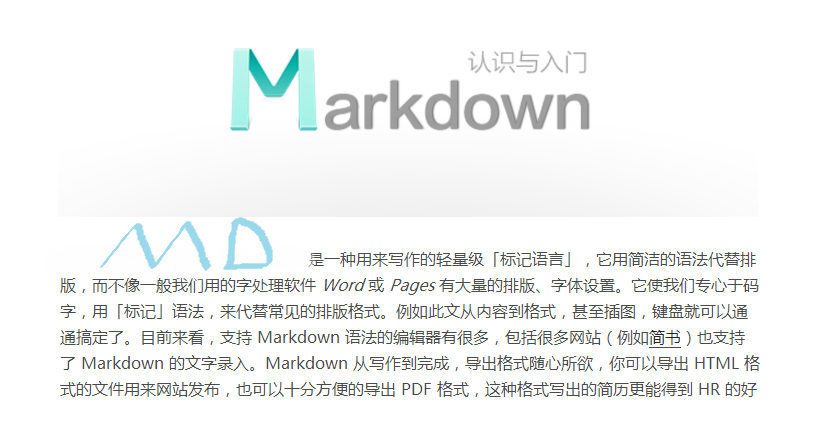 认识与入门
Markdown
MD 是一种用来写作的轻量级「标记语言」，它用简洁的语法代替排
版，而不像一般我们用的字处理软件 Word 或 Pages 有大量的排版、字体设置。它使我们专心于码
字，用「标记」语法，来代替常见的排版格式。例如此文从内容到格式，甚至插图，键盘就可以通
通搞定了。目前来看，支持 Markdown 语法的编辑器有很多，包括很多网站（例如简书）也支持
了 Markdown 的文字录入。Markdown 从写作到完成，导出格式随心所欲，你可以导出 HTML 格
式的文件用来网站发布，也可以十分方便的导出 PDF 格式，这种格式写出的简历更能得到 HR 的好